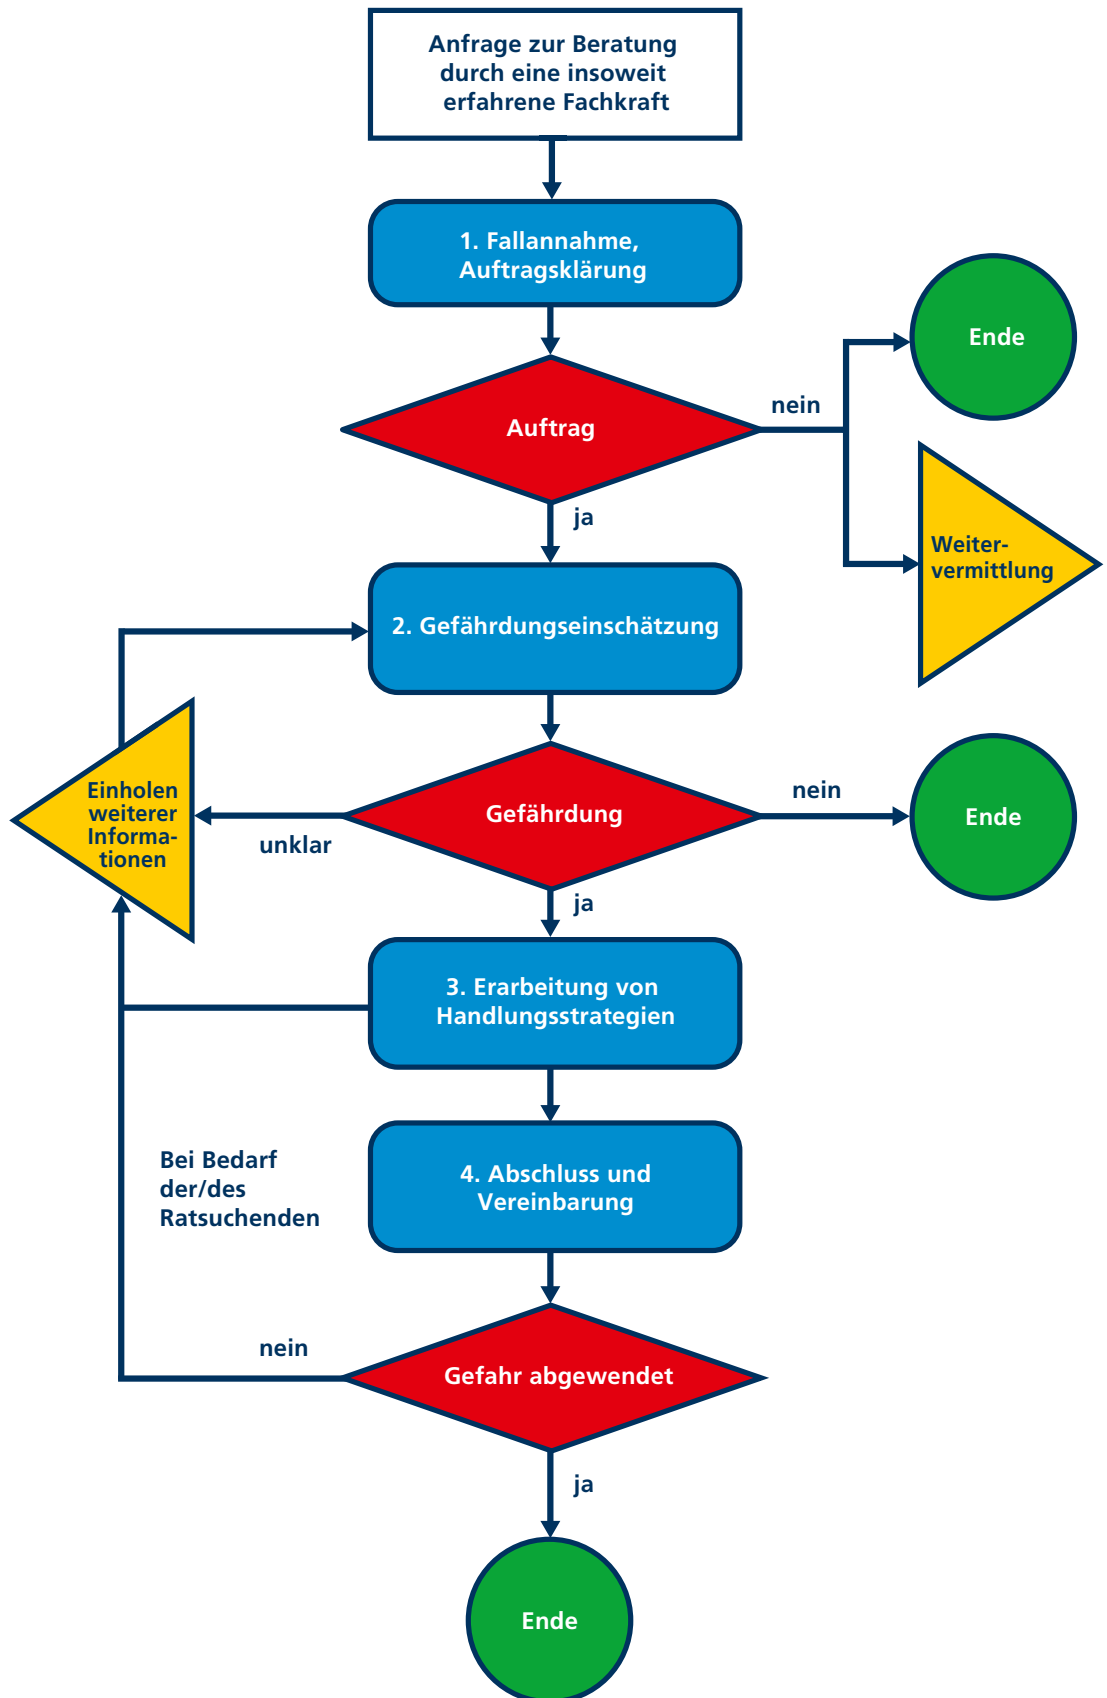 Anfrage zur Beratung
durch eine insoweit
erfahrene Fachkraft
1. Fallannahme,
Auftragsklärung
Ende
nein
Auftrag
ja
Weiter-
vermittlung
2. Gefährdungseinschätzung
Einholen
weiterer
Informa-
tionen
unklar
Gefährdung
nein
Ende
ja
3. Erarbeitung von
Handlungsstrategien
Bei Bedarf
der/des
Ratsuchenden
4. Abschluss und
Vereinbarung
nein
Gefahr abgewendet
ja
Ende